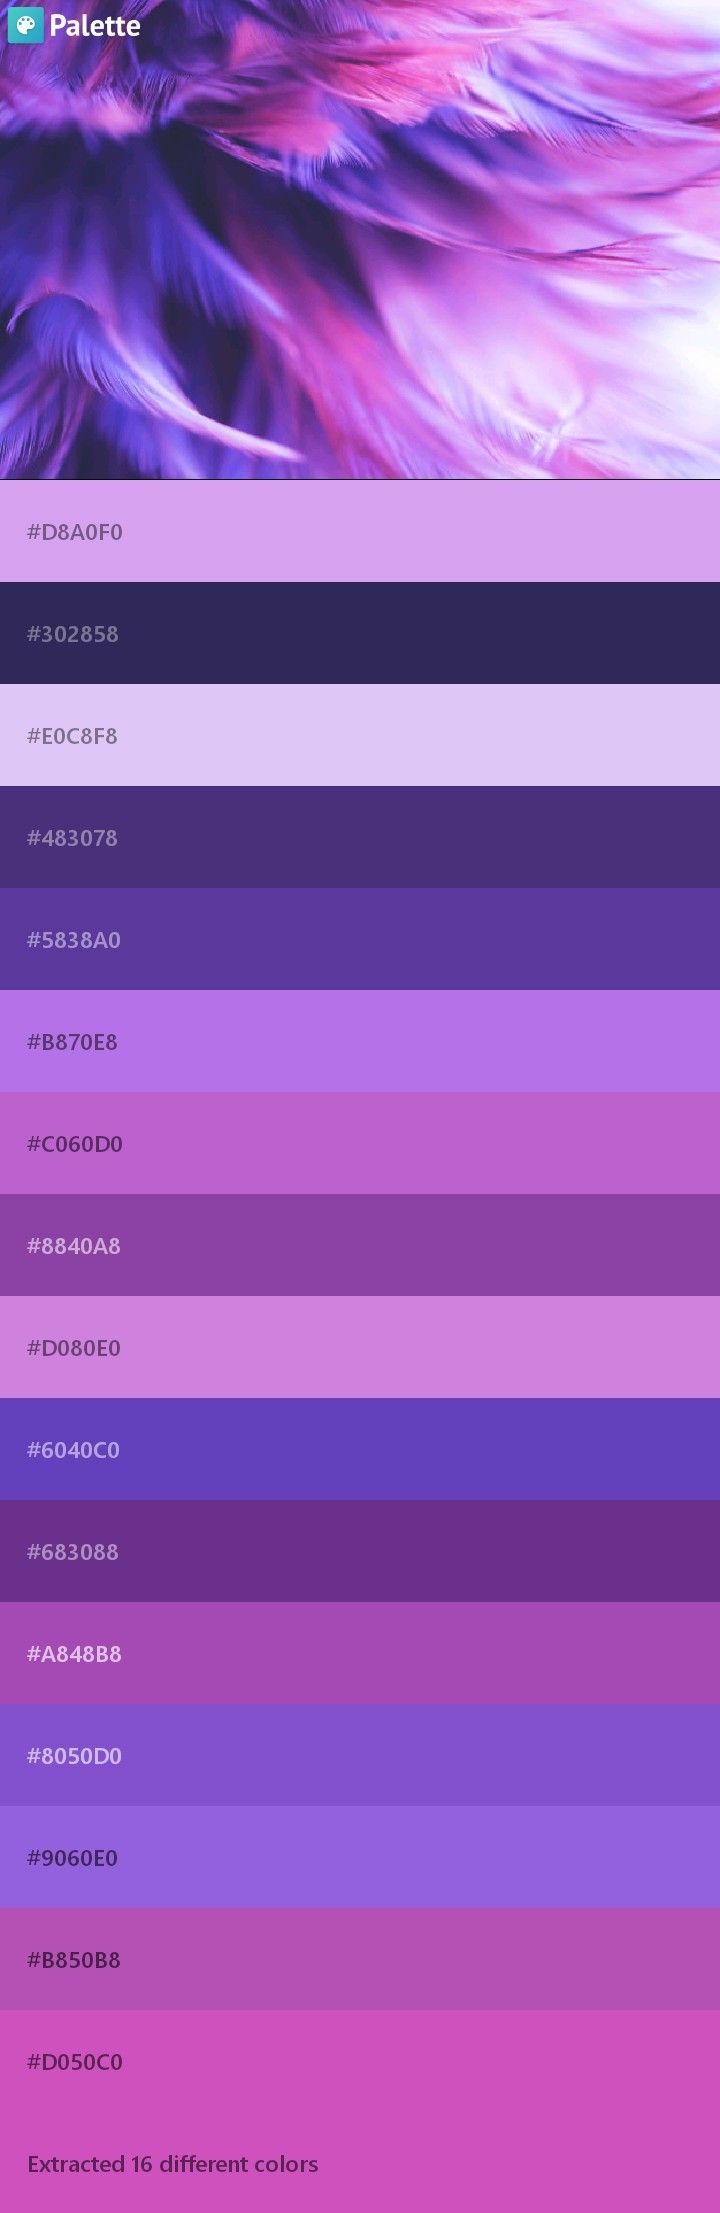 Palette
#D8A0F0
#302858
#E0C8F8
#483078
#5838A0
#B870E8
#C060D0
#8840A8
#D080E0
#6040C0
#683088
#A848B8
#8050D0
#9060E0
#B850B8
#D050C0
Extracted 16 different colors